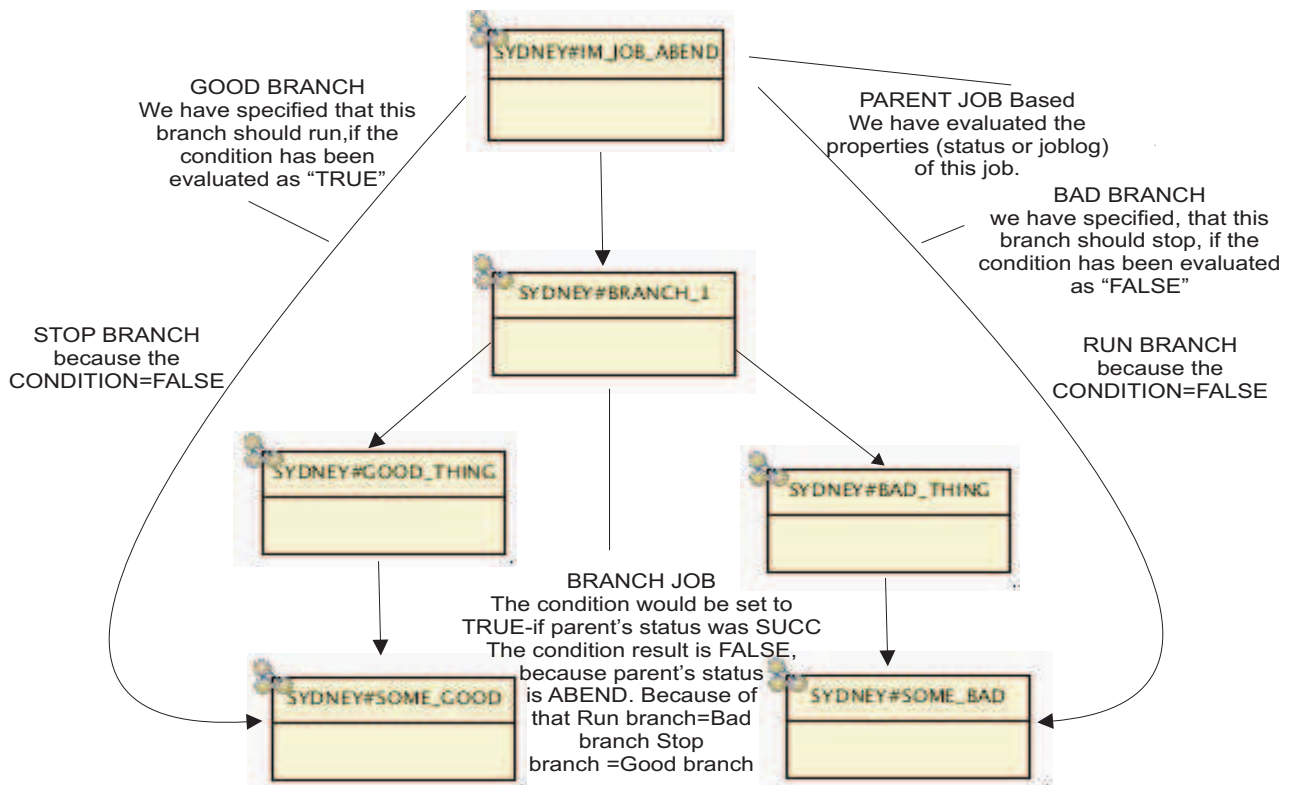 SYDNEY#IM_JOB_ABEND
GOOD BRANCH
We have specified that this
branch should run,if the
condition has been
evaluated as “TRUE”
PARENT JOB Based
We have evaluated the
properties (status or joblog)
of this job.
BAD BRANCH
we have specified, that this
branch should stop, if the
condition has been evaluated
as “FALSE”
SYDNEY#BRANCH_1
STOP BRANCH
because the
CONDITION=FALSE
RUN BRANCH
because the
CONDITION=FALSE
SYDNEY#GOOD_THING
SYDNEY#BAD_THING
BRANCH JOB
The condition would be set to
TRUE-if parent’s status was SUCC
The condition result is FALSE,
because parent’s status
is ABEND. Because of
that Run branch=Bad
branch Stop
branch =Good branch
SYDNEY#SOME_GOOD
SYDNEY#SOME_BAD